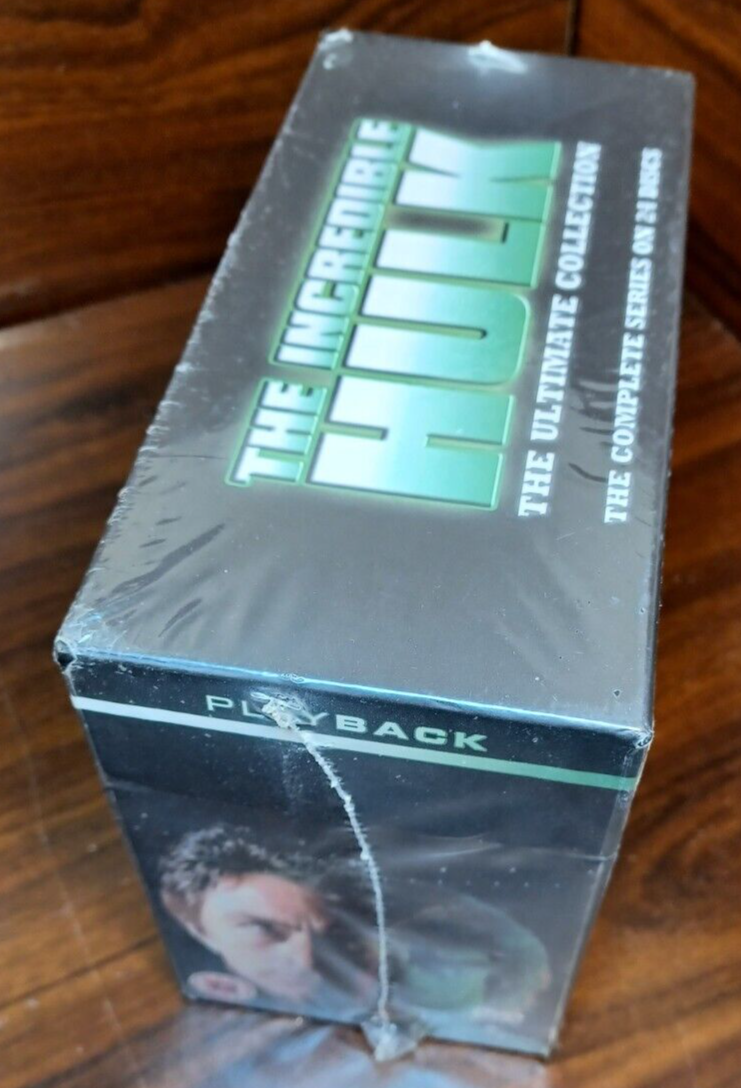 THE INCREDIBLE
HULK
THE ULTIMATE COLLECTION
THE COMPLETE SERIES ON 24 DISCS
PLAYBACK